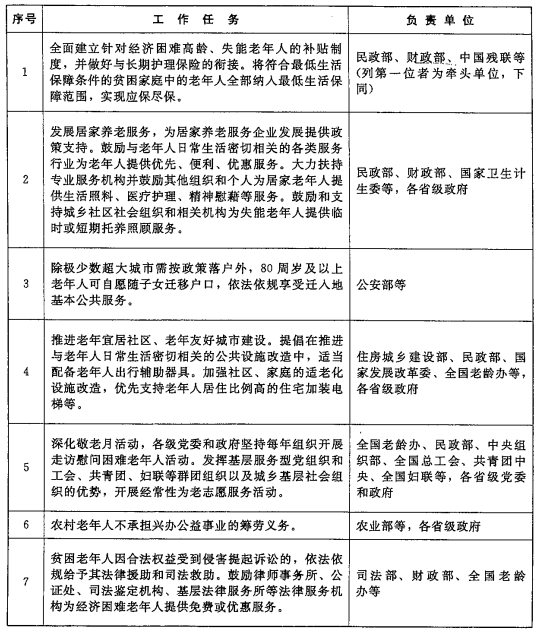 序号 工作任务 负责单位
1
全面建立针对经济困难高龄、失能老年人的补贴制
度，并做好与长期护理保险的衔接。将符合最低生活
保障条件的贫困家庭中的老年人全部纳入最低生活保
障范围，实现应保尽保。
民政部、财政部、中国残联等
(列第一位者为牵头单位，下
同)
2
发展居家养老服务，为居家养老服务企业发展提供政
策支持。鼓励与老年人日常生活密切相关的各类服务
行业为老年人提供优先、便利、优惠服务。大力扶持
专业服务机构并鼓励其他组织和个人为居家老年人提
供生活照料、医疗护理、精神慰藉等服务。鼓励和支
持城乡社区社会组织和相关机构为失能老年人提供临
时或短期托养照顾服务。
民政部、财政部、国家卫生计
生委等，各省级政府
3
除极少数超大城市需按政策落户外，80 周岁及以上
老年人可自愿随子女迁移户口，依法依规享受迁入地
基本公共服务。
公安部等
4
推进老年宜居社区、老年友好城市建设。提倡在推进
与老年人日常生活密切相关的公共设施改造中，适当
配备老年人出行辅助器具。加强社区、家庭的适老化
设施改造，优先支持老年人居住比例高的住宅加装电
梯等。
住房城乡建设部、民政部、国
家发展改革委、全国老龄办等，
各省级政府
5
深化敬老月活动，各级党委和政府坚持每年组织开展
走访慰问困难老年人活动。发挥基层服务型党组织和
工会、共青团、妇联等群团组织以及城乡基层社会组
织的优势，开展经常性为老志愿服务活动。
全国老龄办、民政部、中央组
织部、全国总工会、共青团中
央、全国妇联等，各省级党委
和政府
6
农村老年人不承担兴办公益事业的筹劳义务。
农业部等，各省级政府
7
贫困老年人因合法权益受到侵害提起诉讼的，依法依
规给予其法律援助和司法救助。鼓励律师事务所、公
证处、司法鉴定机构、基层法律服务所等法律服务机
构为经济困难老年人提供免费或优惠服务。
司法部、财政部、全国老龄
办等